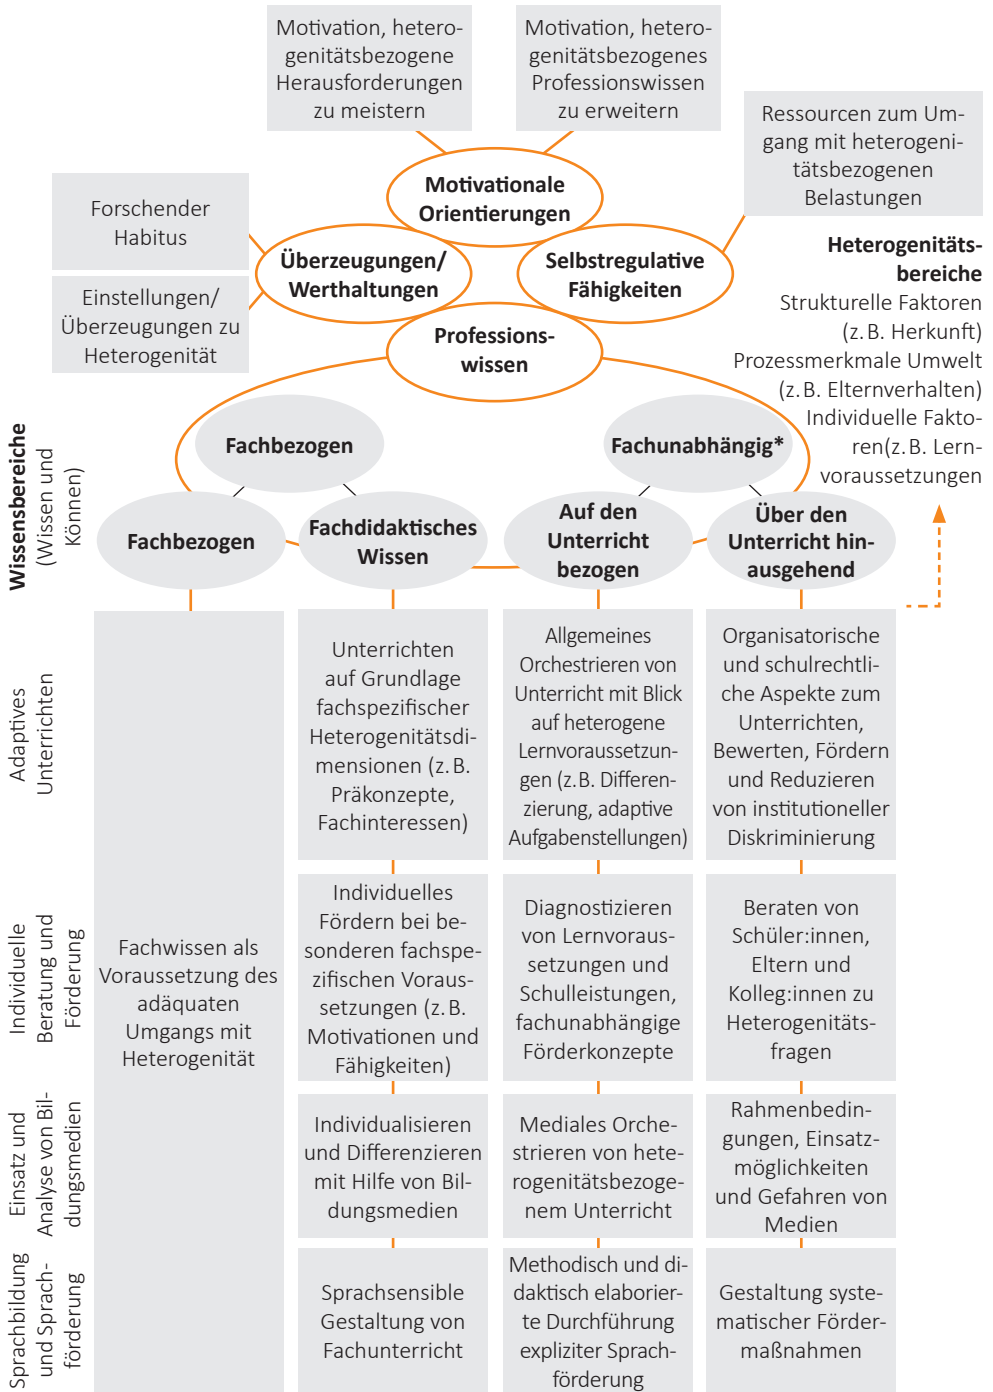 Motivation, hetero-
genitätsbezogene
Herausforderungen
zu meistern
Motivation, hetero-
genitätsbezogenes
Professionswissen
zu erweitern
Ressourcen zum Um-
gang mit heterogeni-
tätsbezogenen
Belastungen
Motivationale
Orientierungen
Forschender
Habitus
Überzeugungen/
Werthaltungen
Selbstregulative
Fähigkeiten
Einstellungen/
Überzeugungen zu
Heterogenität
Professions-
wissen
Heterogenitäts-
bereiche
Strukturelle Faktoren
(z. B. Herkunft)
Prozessmerkmale Umwelt
(z. B. Elternverhalten)
Individuelle Fakto-
ren(z. B. Lern-
voraussetzungen
Wissensbereiche
(Wissen und
Können)
Fachbezogen
Fachunabhängig*
Fachbezogen
Fachdidaktisches
Wissen
Auf den
Unterricht
bezogen
Über den
Unterricht hin-
ausgehend
Adaptives
Unterrichten
Unterrichten
auf Grundlage
fachspezifischer
Heterogenitätsdi-
mensionen (z. B.
Präkonzepte,
Fachinteressen)
Allgemeines
Orchestrieren von
Unterricht mit Blick
auf heterogene
Lernvoraussetzun-
gen (z. B. Differen-
zierung, adaptive
Aufgabenstellungen)
Organisatorische
und schulrechtli-
che Aspekte zum
Unterrichten,
Bewerten, Fördern
und Reduzieren
von institutioneller
Diskriminierung
Individuelle
Beratung und
Förderung
Fachwissen als
Voraussetzung des
adäquaten
Umgangs mit
Heterogenität
Individuelles
Fördern bei be-
sonderen fachspe-
zifischen Voraus-
setzungen (z. B.
Motivationen und
Fähigkeiten)
Diagnostizieren
von Lernvoraus-
setzungen und
Schulleistungen,
fachunabhängige
Förderkonzepte
Beraten von
Schüler:innen,
Eltern und
Kolleg:innen zu
Heterogenitäts-
fragen
Einsatz und
Analyse von Bil-
dungsmedien
Individualisieren
und Differenzieren
mit Hilfe von Bil-
dungsmedien
Mediales Orche-
strieren von hete-
rogenitätsbezoge-
nem Unterricht
Rahmenbedin-
gungen, Einsatz-
möglichkeiten
und Gefahren von
Medien
Sprachbildung
und Sprach-
förderung
Sprachsensible
Gestaltung von
Fachunterricht
Methodisch und di-
daktisch elaborier-
te Durchführung
expliziter Sprach-
förderung
Gestaltung syste-
matischer Förder-
maßnahmen